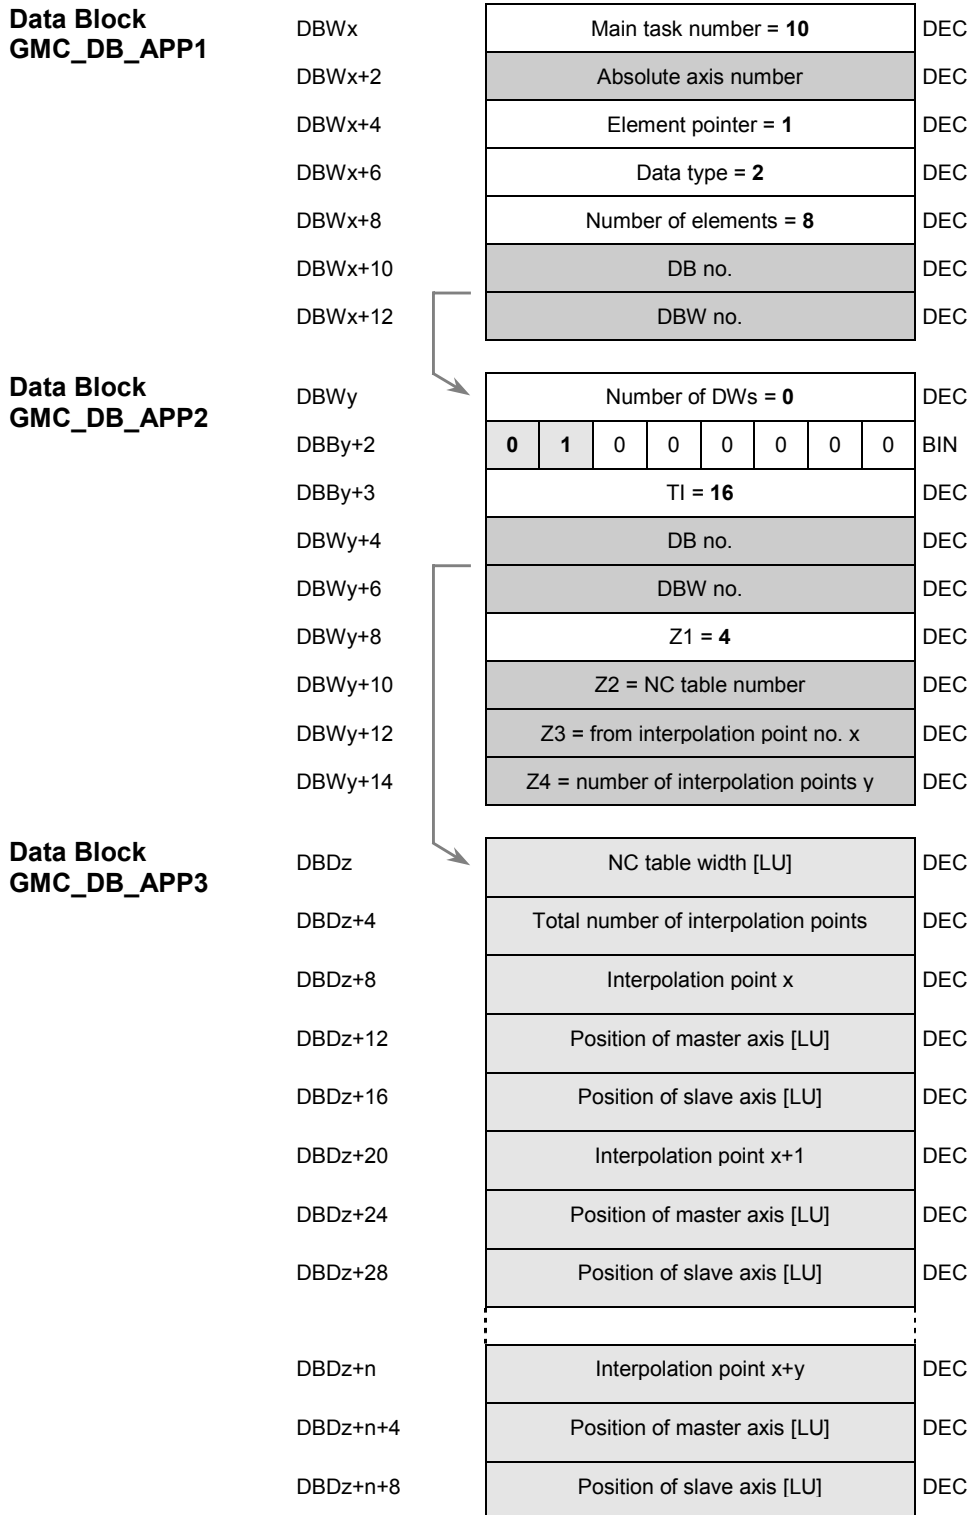 Data Block
GMC_DB_APP1
DBWx Main task number = 10 DEC
DBWx+2 Absolute axis number DEC
DBWx+4 Element pointer = 1 DEC
DBWx+6 Data type = 2 DEC
DBWx+8 Number of elements = 8 DEC
DBWx+10 DB no. DEC
DBWx+12 DBW no. DEC
Data Block
GMC_DB_APP2
DBWy Number of DWs = 0 DEC
DBBy+2 0 1 0 0 0 0 0 0 BIN
DBBy+3 TI = 16 DEC
DBWy+4 DB no. DEC
DBWy+6 DBW no. DEC
DBWy+8 Z1 = 4 DEC
DBWy+10 Z2 = NC table number DEC
DBWy+12 Z3 = from interpolation point no. x DEC
DBWy+14 Z4 = number of interpolation points y DEC
Data Block
GMC_DB_APP3
DBDz NC table width [LU] DEC
DBDz+4 Total number of interpolation points DEC
DBDz+8 Interpolation point x DEC
DBDz+12 Position of master axis [LU] DEC
DBDz+16 Position of slave axis [LU] DEC
DBDz+20 Interpolation point x+1 DEC
DBDz+24 Position of master axis [LU] DEC
DBDz+28 Position of slave axis [LU] DEC
DBDz+n Interpolation point x+y DEC
DBDz+n+4 Position of master axis [LU] DEC
DBDz+n+8 Position of slave axis [LU] DEC